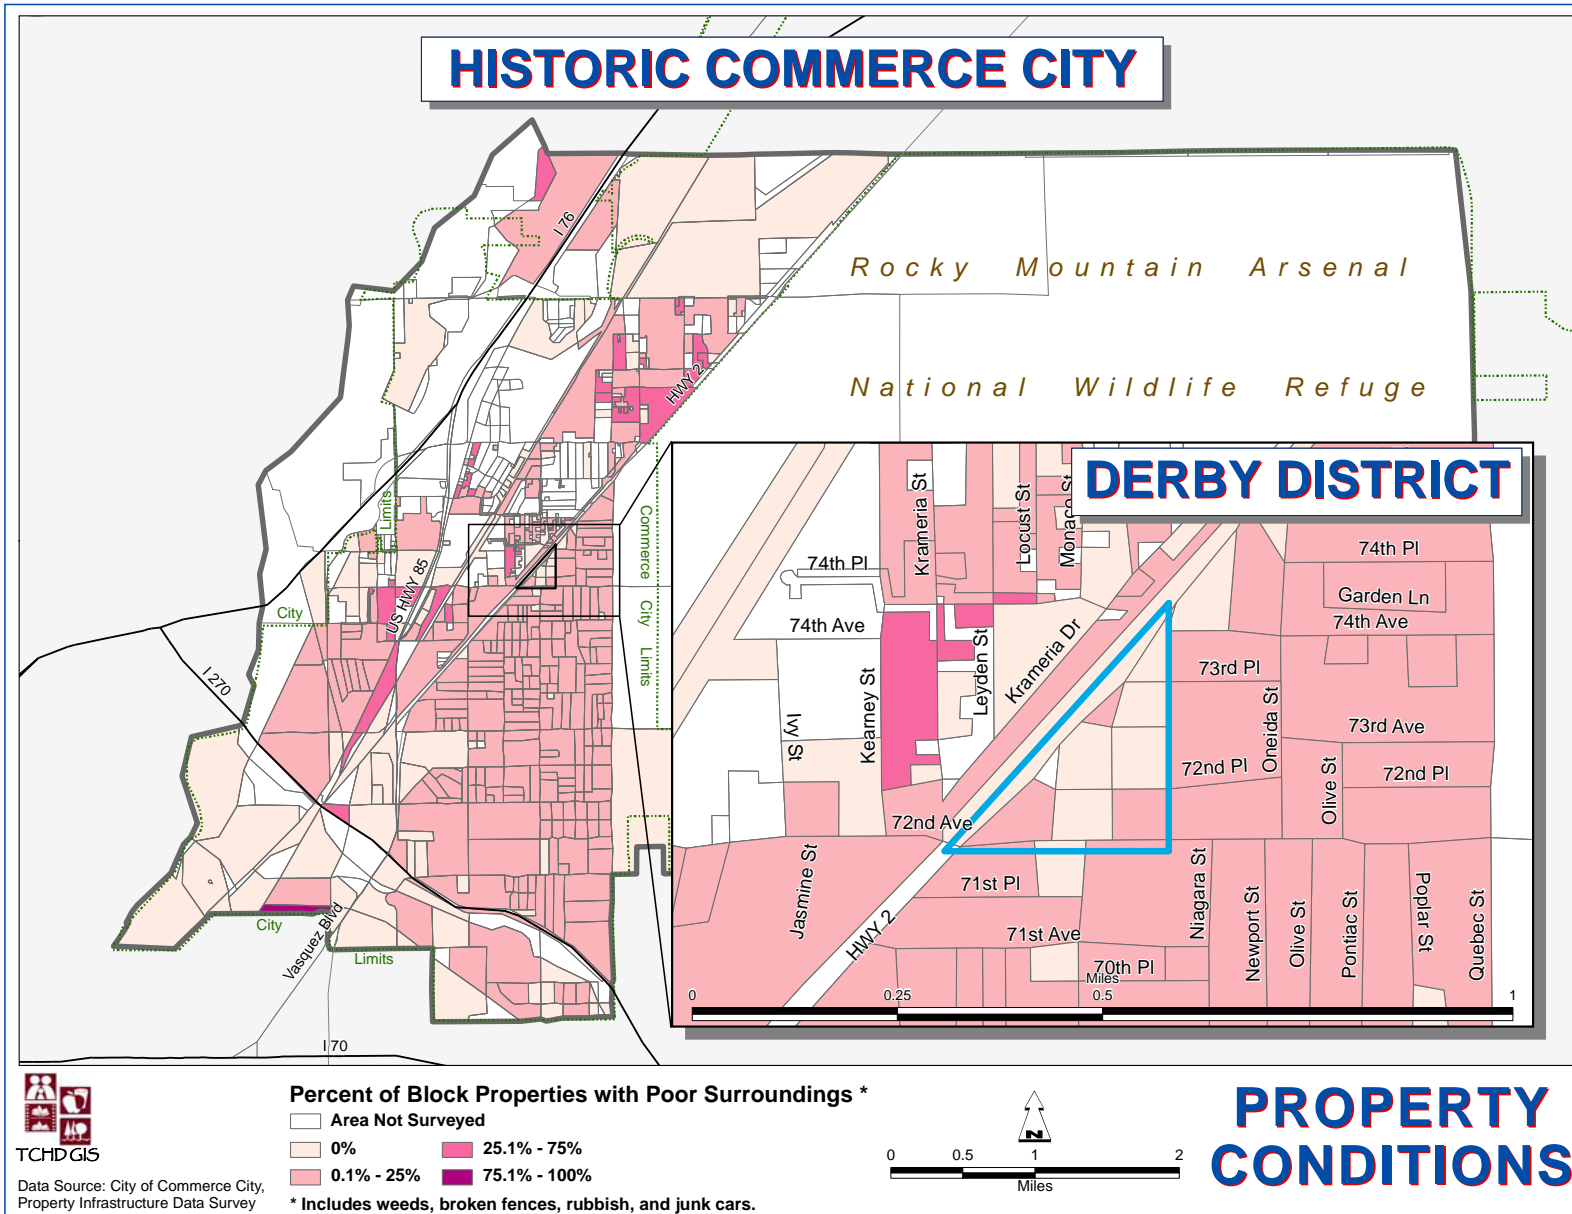 HISTORIC COMMERCE CITY
I 76
Rocky Mountain Arsenal
National Wildlife Refuge
HWY 2
Limits
City
US HWY 85
Commerce City Limits
I 270
City
Limits
Vasquez Blvd
I 70
DERBY DISTRICT
Krameria St
Locust St
Monaco St
74th Pl
74th Pl
Garden Ln
74th Ave
74th Ave
Krameria Dr
73rd Pl
Leyden St
Kearney St
Ivy St
Oneida St
73rd Ave
72nd Pl
72nd Pl
Olive St
72nd Ave
Jasmine St
71st Pl
71st Ave
HWY 2
70th Pl
Niagara St
Newport St
Olive St
Pontiac St
Poplar St
Quebec St
Miles
0 0.25 0.5 1
TCHD GIS
Data Source: City of Commerce City,
Property Infrastructure Data Survey
Percent of Block Properties with Poor Surroundings *
Area Not Surveyed
0%
25.1% - 75%
0.1% - 25%
75.1% - 100%
* Includes weeds, broken fences, rubbish, and junk cars.
N
0 0.5 1 2
Miles
PROPERTY
CONDITIONS